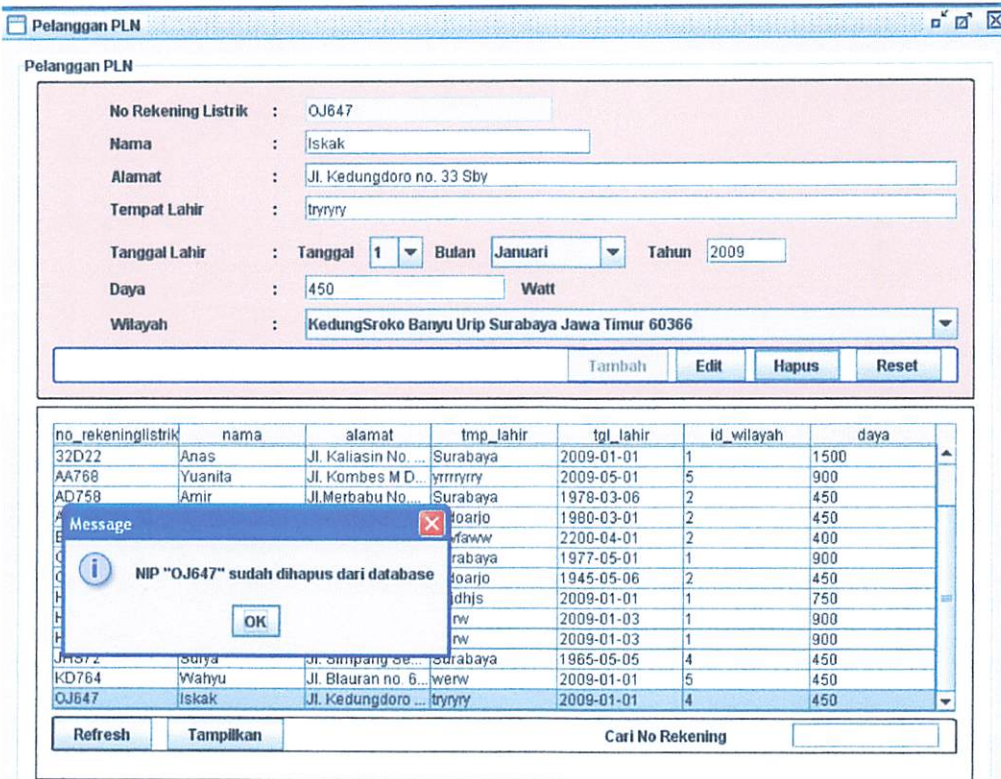 Pelanggan PLN
Pelanggan PLN
No Rekening Listrik : OJ647
Nama : Iskak
Alamat : Jl. Kedungdoro no. 33 Sby
Tempat Lahir : tryryry
Tanggal Lahir : Tanggal 1 Bulan Januari Tahun 2009
Daya : 450 Watt
Wilayah : KedungSroko Banyu Urip Surabaya Jawa Timur 60366
Tambah Edit Hapus Reset
no_rekeninglistrik nama alamat tmp_lahir tgl_lahir id_wilayah daya
32D22 Anas Jl. Kaliasin No. ... Surabaya 2009-01-01 1 1500
AA768 Yuanita Jl. Kombes M D... yrrrryrry 2009-05-01 5 900
AD758 Amir Jl.Merbabu No.... Surabaya 1978-03-06 2 450
doarjo 1980-03-01 2 450
faww 2200-04-01 2 400
rabaya 1977-05-01 1 900
doarjo 1945-05-06 2 450
jdhjs 2009-01-01 1 750
rw 2009-01-03 1 900
rw 2009-01-03 1 900
Message
NIP "OJ647" sudah dihapus dari database
OK
JHS72 Surya Jl. Simpang Se... Surabaya 1965-05-05 4 450
KD764 Wahyu Jl. Blauran no. 6... werw 2009-01-01 5 450
OJ647 Iskak Jl. Kedungdoro ... tryryry 2009-01-01 4 450
Refresh Tampilkan Cari No Rekening